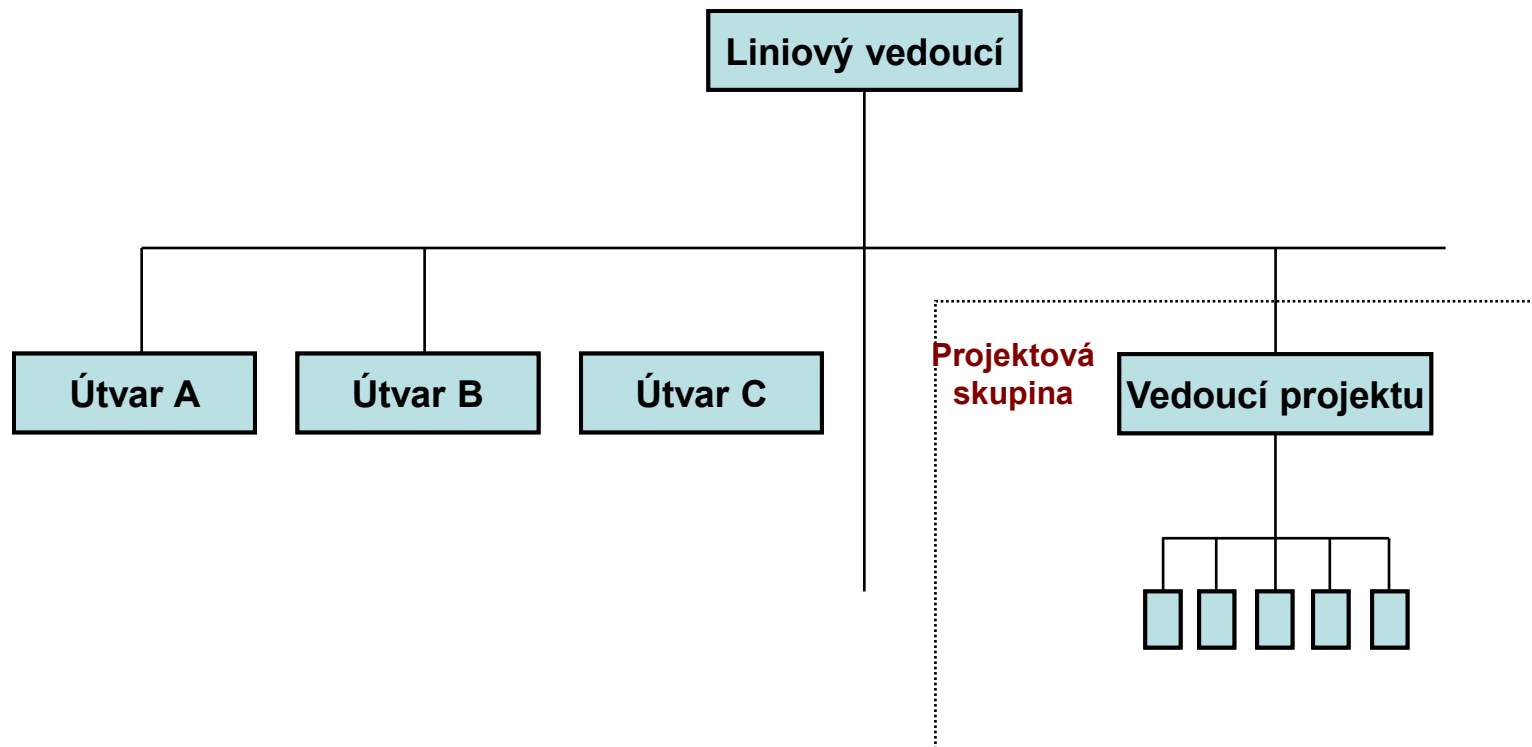 Liniový vedoucí
Útvar A
Útvar B
Útvar C
Projektová
skupina
Vedoucí projektu